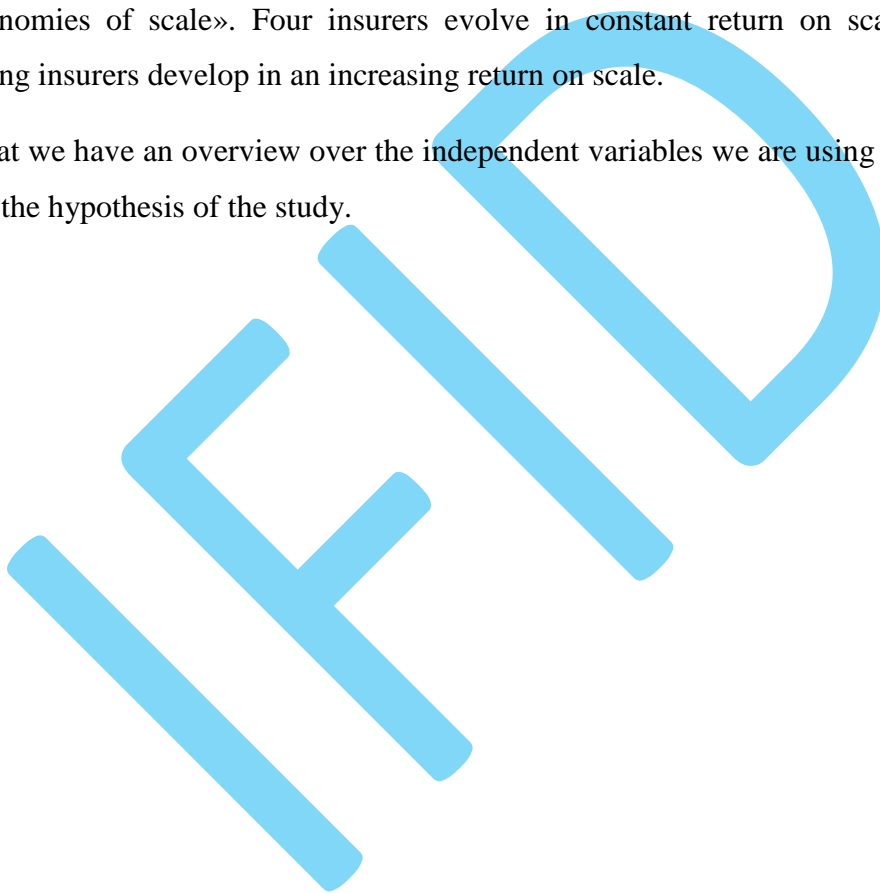 nomies of scale». Four insurers evolve in constant return on sca
ng insurers develop in an increasing return on scale.
at we have an overview over the independent variables we are using
the hypothesis of the study.
IFID